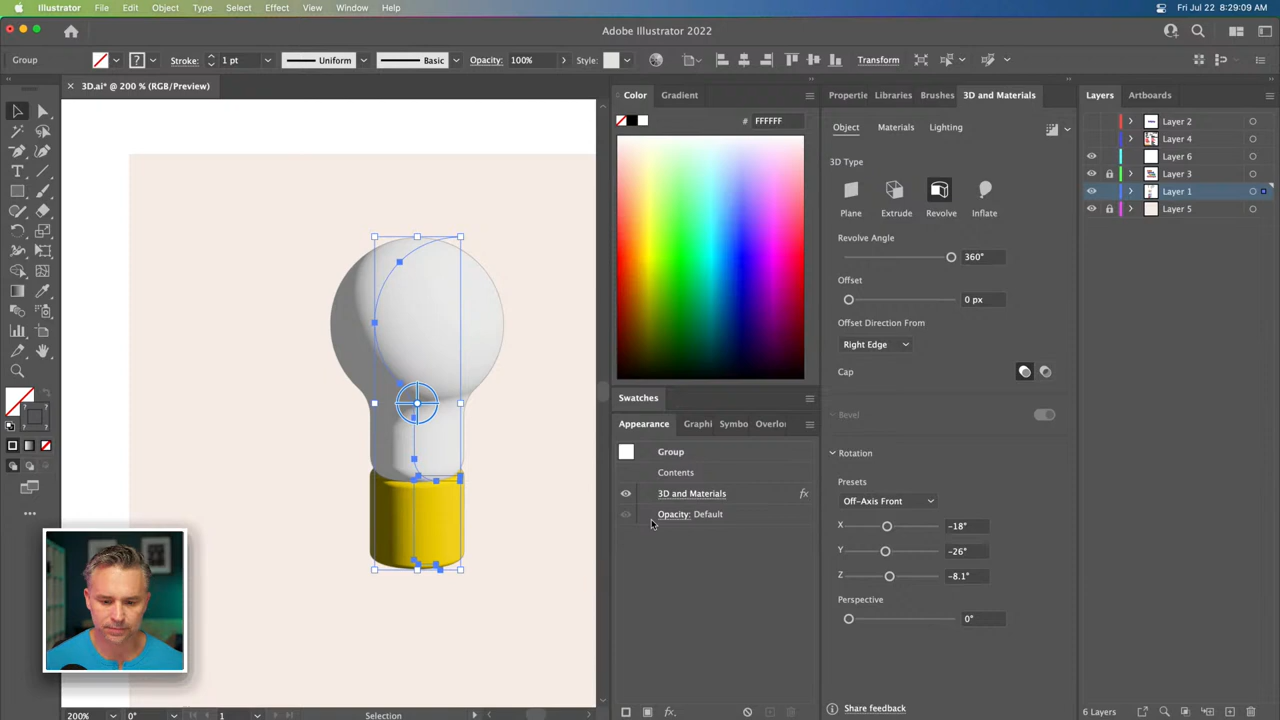 Illustrator File Edit Object Type Select Effect View Window Help Fri Jul 22 8:29:09 AM
Adobe Illustrator 2022
Group Stroke: 1 pt Uniform Basic Opacity: 100% Style: Transform
3D.ai* @ 200 % (RGB/Preview)
Color Gradient
# FFFFFF
Swatches
Appearance Graphi Symbo Overlo
Group
Contents
3D and Materials fx
Opacity: Default
fx.
Propertie Libraries Brushes 3D and Materials
Object Materials Lighting
3D Type
Plane Extrude Revolve Inflate
Revolve Angle
360°
Offset
0 px
Offset Direction From
Right Edge
Cap
Bevel
Rotation
Presets
Off-Axis Front
X -18°
Y -26°
Z -8.1°
Perspective
0°
Share feedback
Layers Artboards
Layer 2
Layer 4
Layer 6
Layer 3
Layer 1
Layer 5
6 Layers
200% 0° 1 Selection